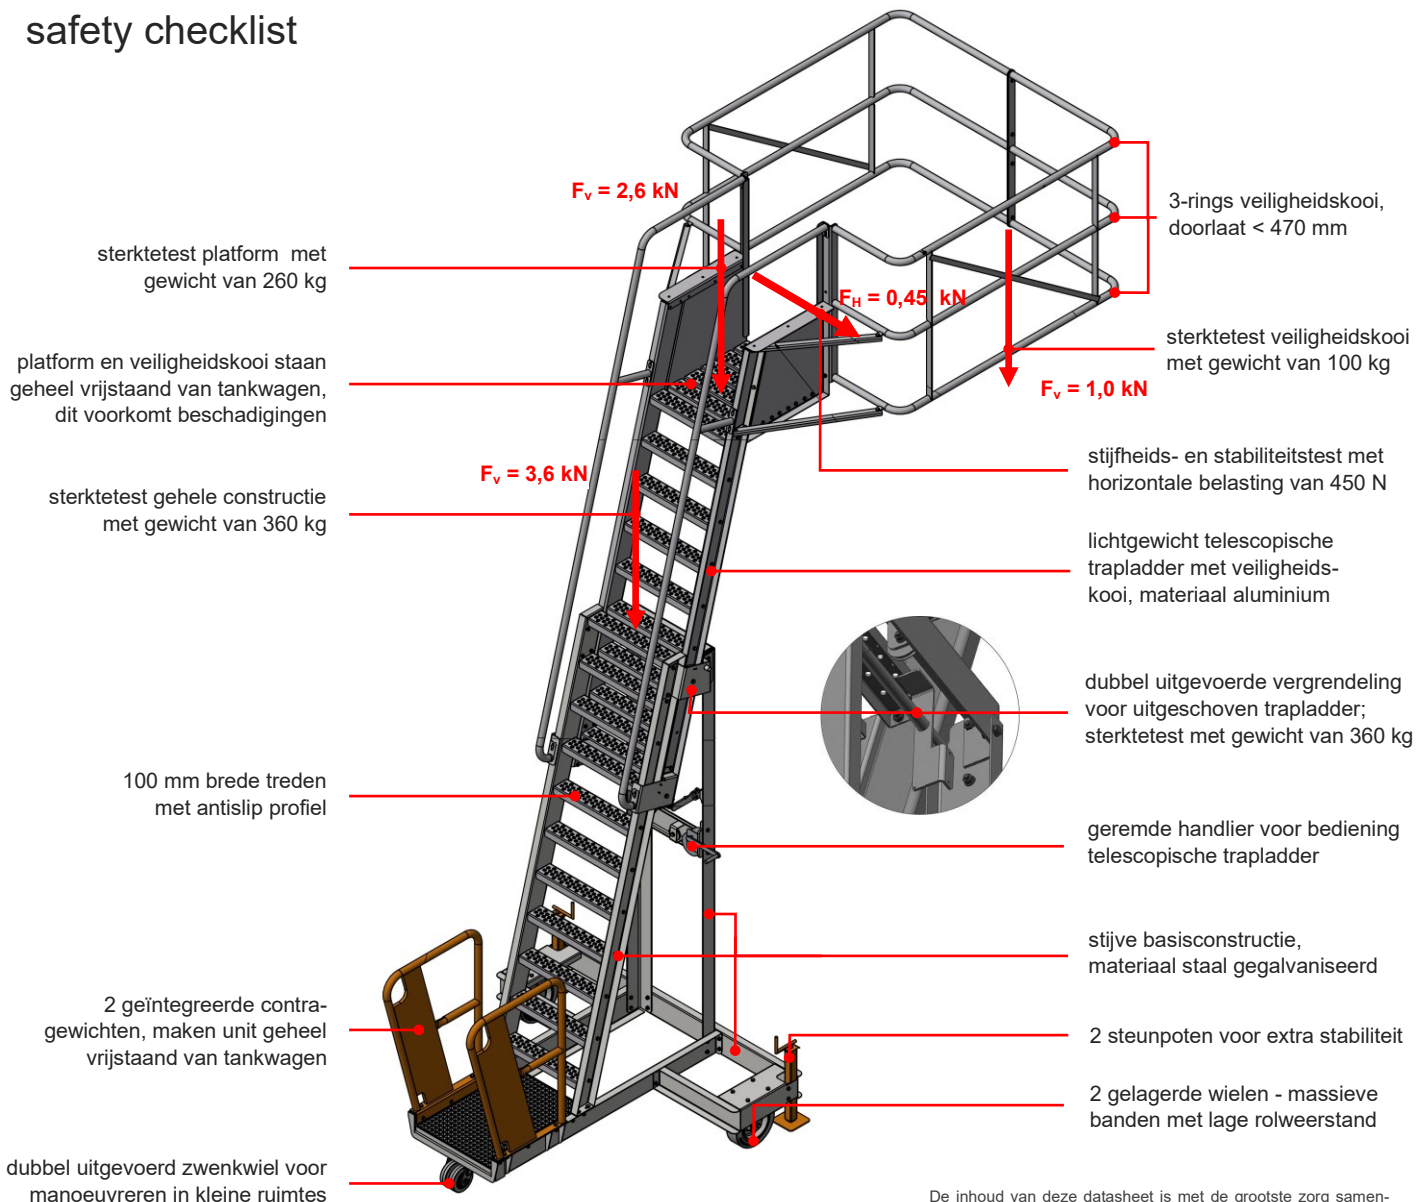 safety checklist
Fv = 2,6 kN
sterktetest platform met
gewicht van 260 kg
platform en veiligheidskooi staan
geheel vrijstaand van tankwagen,
dit voorkomt beschadigingen
Fv = 3,6 kN
sterktetest gehele constructie
met gewicht van 360 kg
100 mm brede treden
met antislip profiel
2 geïntegreerde contra-
gewichten, maken unit geheel
vrijstaand van tankwagen
dubbel uitgevoerd zwenkwiel voor
manoeuvreren in kleine ruimtes
3-rings veiligheidskooi,
doorlaat < 470 mm
FH = 0,45 kN
sterktetest veiligheidskooi
met gewicht van 100 kg
Fv = 1,0 kN
stijfheids- en stabiliteitstest met
horizontale belasting van 450 N
lichtgewicht telescopische
trapladder met veiligheids-
kooi, materiaal aluminium
dubbel uitgevoerde vergrendeling
voor uitgeschoven trapladder;
sterktetest met gewicht van 360 kg
geremde handlier voor bediening
telescopische trapladder
stijve basisconstructie,
materiaal staal gegalvaniseerd
2 steunpoten voor extra stabiliteit
2 gelagerde wielen - massieve
banden met lage rolweerstand
De inhoud van deze datasheet is met de grootste zorg samen-